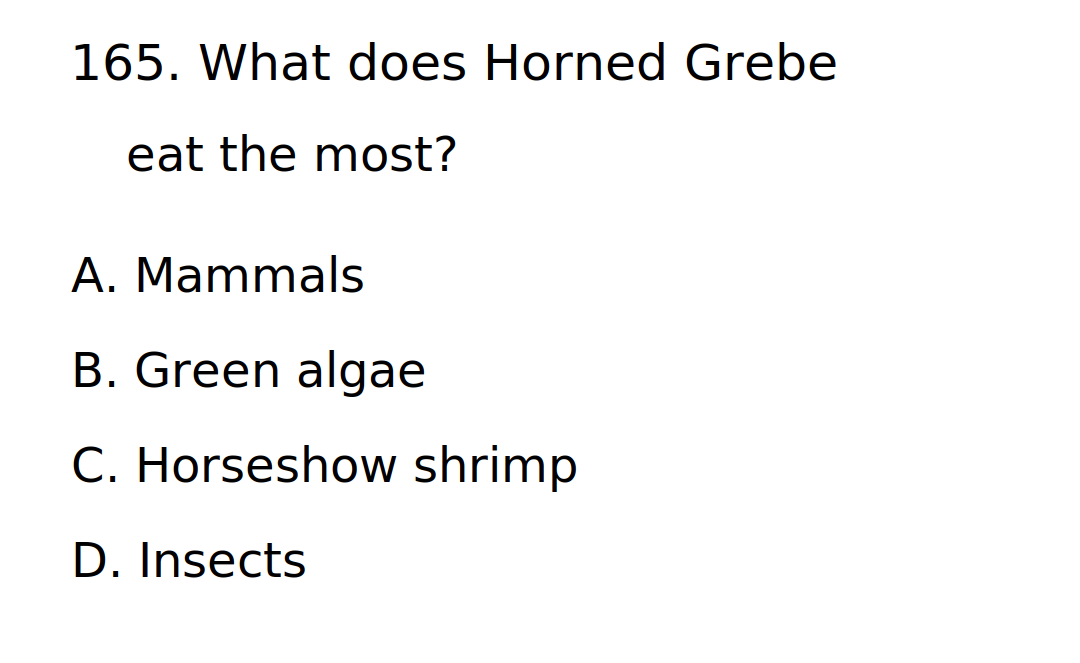 165. What does Horned Grebe
eat the most?
A. Mammals
B. Green algae
C. Horseshow shrimp
D. Insects